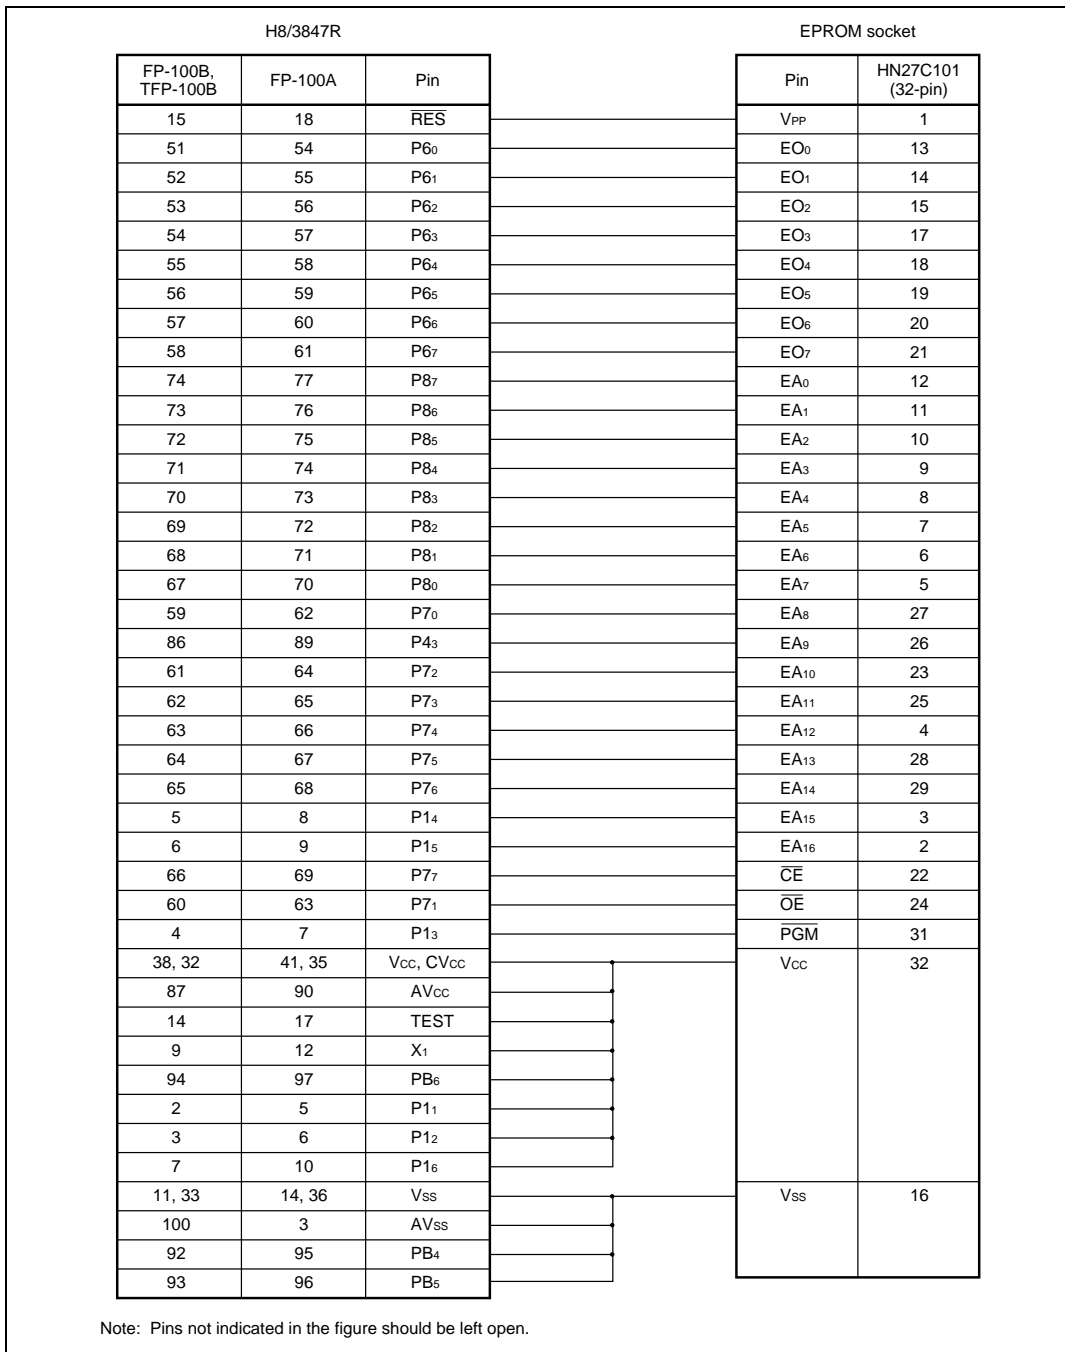 H8/3847R EPROM socket
FP-100B, TFP-100B FP-100A Pin Pin HN27C101 (32-pin)
15 18 R̅E̅S̅ VPP 1
51 54 P6₀ EO₀ 13
52 55 P6₁ EO₁ 14
53 56 P6₂ EO₂ 15
54 57 P6₃ EO₃ 17
55 58 P6₄ EO₄ 18
56 59 P6₅ EO₅ 19
57 60 P6₆ EO₆ 20
58 61 P6₇ EO₇ 21
74 77 P8₇ EA₀ 12
73 76 P8₆ EA₁ 11
72 75 P8₅ EA₂ 10
71 74 P8₄ EA₃ 9
70 73 P8₃ EA₄ 8
69 72 P8₂ EA₅ 7
68 71 P8₁ EA₆ 6
67 70 P8₀ EA₇ 5
59 62 P7₀ EA₈ 27
86 89 P4₃ EA₉ 26
61 64 P7₂ EA₁₀ 23
62 65 P7₃ EA₁₁ 25
63 66 P7₄ EA₁₂ 4
64 67 P7₅ EA₁₃ 28
65 68 P7₆ EA₁₄ 29
5 8 P1₄ EA₁₅ 3
6 9 P1₅ EA₁₆ 2
66 69 P7₇ C̅E̅ 22
60 63 P7₁ O̅E̅ 24
4 7 P1₃ P̅G̅M̅ 31
38, 32 41, 35 Vcc, CVcc Vcc 32
87 90 AVcc
14 17 TEST
9 12 X₁
94 97 PB₆
2 5 P1₁
3 6 P1₂
7 10 P1₆
11, 33 14, 36 Vss Vss 16
100 3 AVss
92 95 PB₄
93 96 PB₅
Note: Pins not indicated in the figure should be left open.